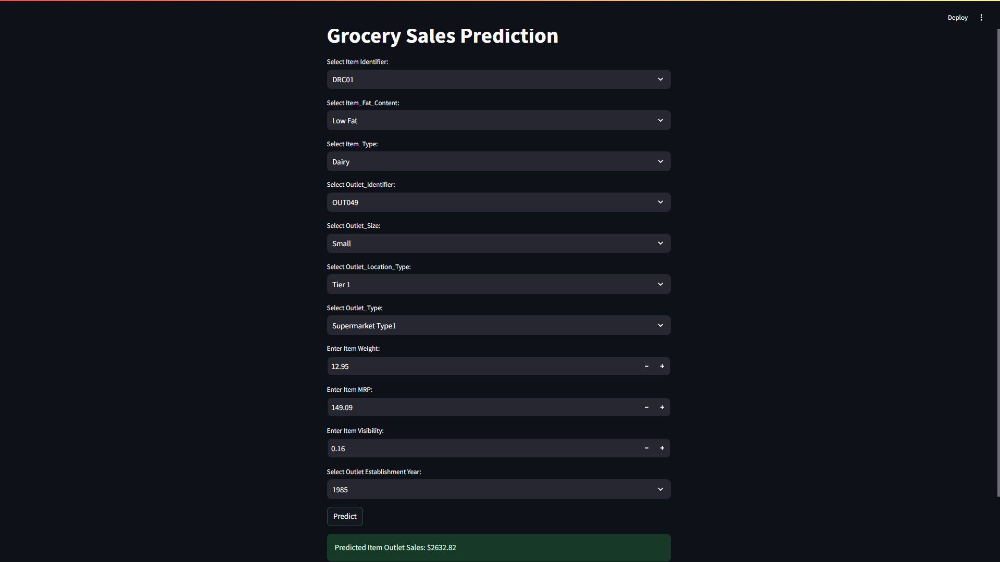 Deploy
Grocery Sales Prediction
Select Item Identifier:
DRC01
Select Item_Fat_Content:
Low Fat
Select Item_Type:
Dairy
Select Outlet_Identifier:
OUT049
Select Outlet_Size:
Small
Select Outlet_Location_Type:
Tier 1
Select Outlet_Type:
Supermarket Type1
Enter Item Weight:
12.95
Enter Item MRP:
149.09
Enter Item Visibility:
0.16
Select Outlet Establishment Year:
1985
Predict
Predicted Item Outlet Sales: $2632.82